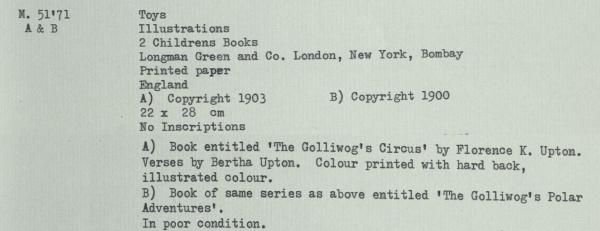 M. 51'71 Toys
A & B Illustrations
2 Childrens Books
Longman Green and Co. London, New York, Bombay
Printed paper
England
A) Copyright 1903 B) Copyright 1900
22 x 28 cm
No Inscriptions
A) Book entitled 'The Golliwog's Circus' by Florence K. Upton.
Verses by Bertha Upton. Colour printed with hard back,
illustrated colour.
B) Book of same series as above entitled 'The Golliwog's Polar
Adventures'.
In poor condition.